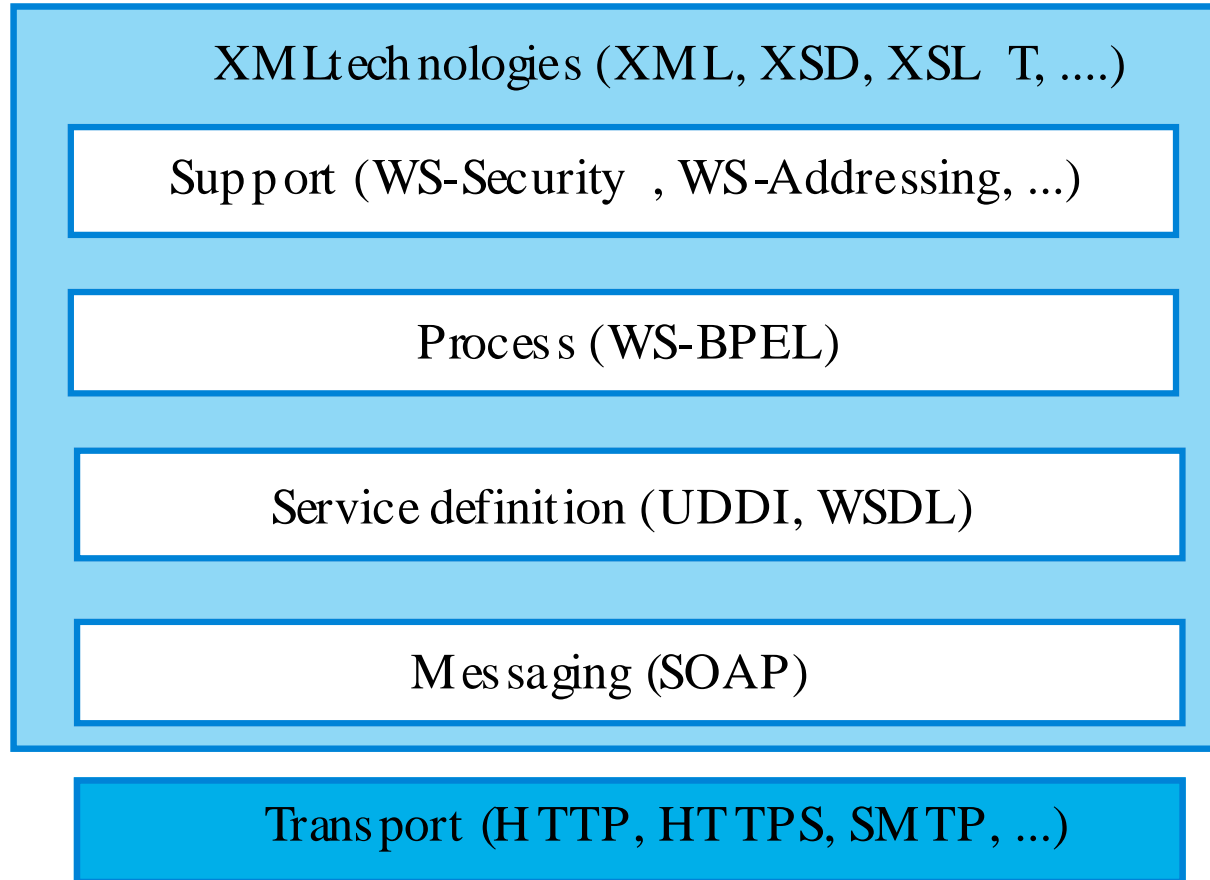 XMLtechnologies (XML, XSD, XSL T, ....)
Support (WS-Security , WS-Addressing, ...)
Process (WS-BPEL)
Service definition (UDDI, WSDL)
Messaging (SOAP)
Transport (HTTP, HTTPS, SMTP, ...)